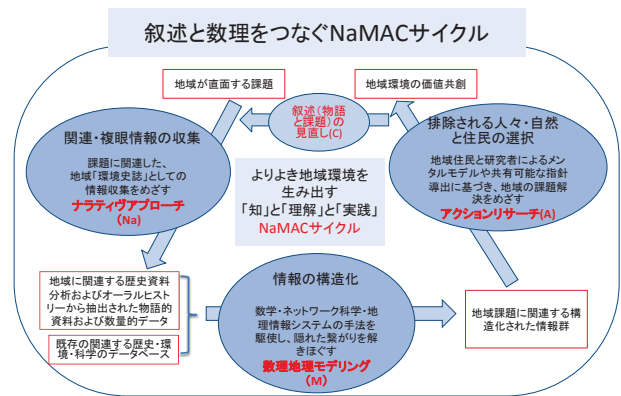 叙述と数理をつなぐNaMACサイクル
地域が直面する課題
地域環境の価値共創
叙述(物語
と課題)の
見直し(C)
関連・複眼情報の収集
課題に関連した、
地域「環境史誌」としての
情報収集をめざす
ナラティヴアプローチ
(Na)
排除される人々・自然
と住民の選択
地域住民と研究者によるメン
タルモデルや共有可能な指針
導出に基づき、地域の課題解
決をめざす
アクションリサーチ(A)
よりよき地域環境を
生み出す
「知」と「理解」と「実践」
NaMACサイクル
地域に関連する歴史資料
分析およびオーラルヒスト
リーから抽出された物語的
資料および数量的データ
既存の関連する歴史・環
境・科学のデータベース
情報の構造化
数学・ネットワーク科学・地
理情報システムの手法を
駆使し、隠れた繋がりを解
きほぐす
数理地理モデリング
(M)
地域課題に関連する構
造化された情報群